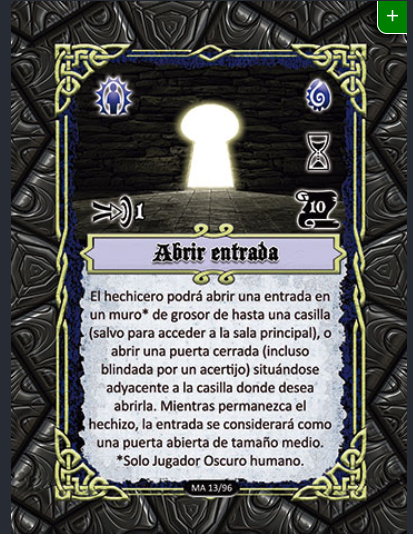 +
1
10
Abrir entrada
El hechicero podrá abrir una entrada en
un muro* de grosor de hasta una casilla
(salvo para acceder a la sala principal), o
abrir una puerta cerrada (incluso
blindada por un acertijo) situándose
adyacente a la casilla donde desea
abrirla. Mientras permanezca el
hechizo, la entrada se considerará como
una puerta abierta de tamaño medio.
*Solo Jugador Oscuro humano.
MA 13/96